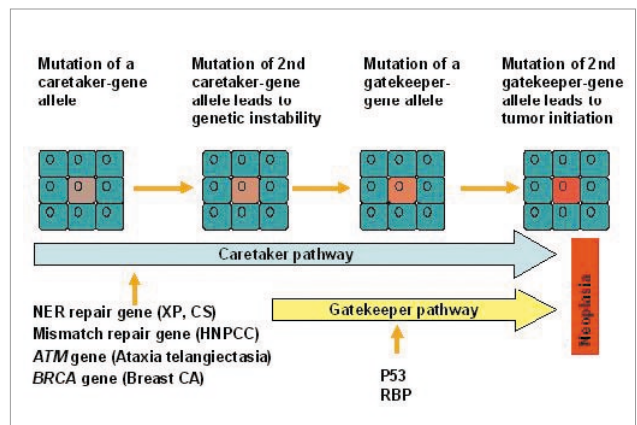 Mutation of a
caretaker-gene
allele
Mutation of 2nd
caretaker-gene
allele leads to
genetic instability
Mutation of a
gatekeeper-
gene allele
Mutation of 2nd
gatekeeper-gene
allele leads to
tumor initiation
Caretaker pathway
NER repair gene (XP, CS)
Mismatch repair gene (HNPCC)
ATM gene (Ataxia telangiectasia)
BRCA gene (Breast CA)
Gatekeeper pathway
P53
RBP
Neoplasia